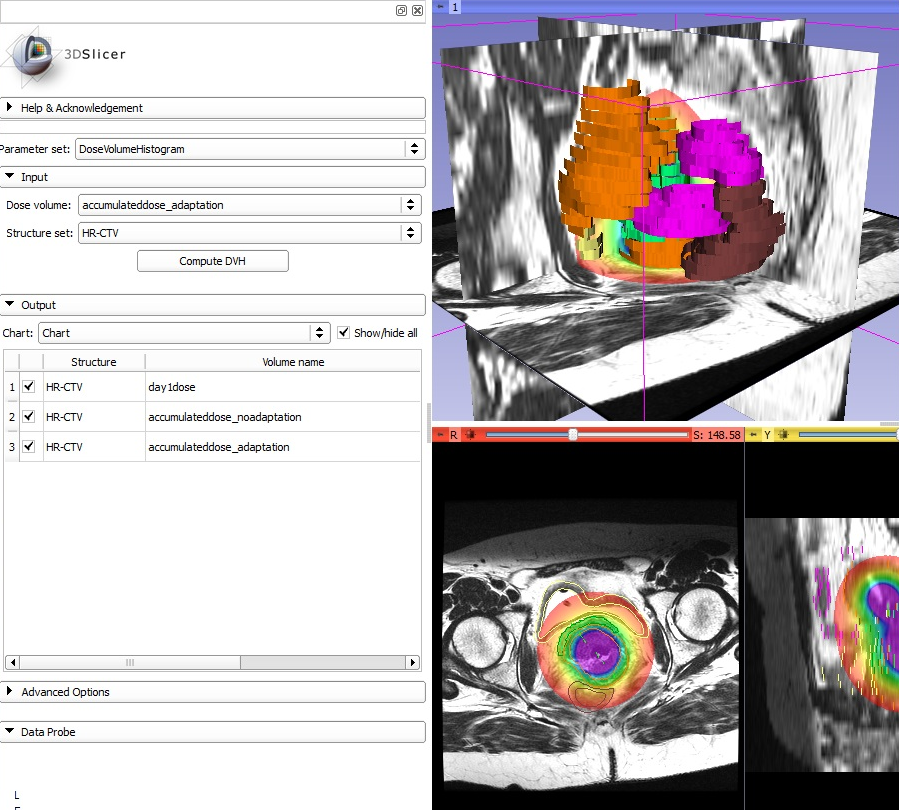 1
3DSlicer
Help & Acknowledgement
Parameter set: DoseVolumeHistogram
Input
Dose volume: accumulateddose_adaptation
Structure set: HR-CTV
Compute DVH
Output
Chart: Chart Show/hide all
Structure Volume name
1 HR-CTV day1dose
2 HR-CTV accumulateddose_noadaptation
3 HR-CTV accumulateddose_adaptation
R S: 148.58 Y
Advanced Options
Data Probe
L